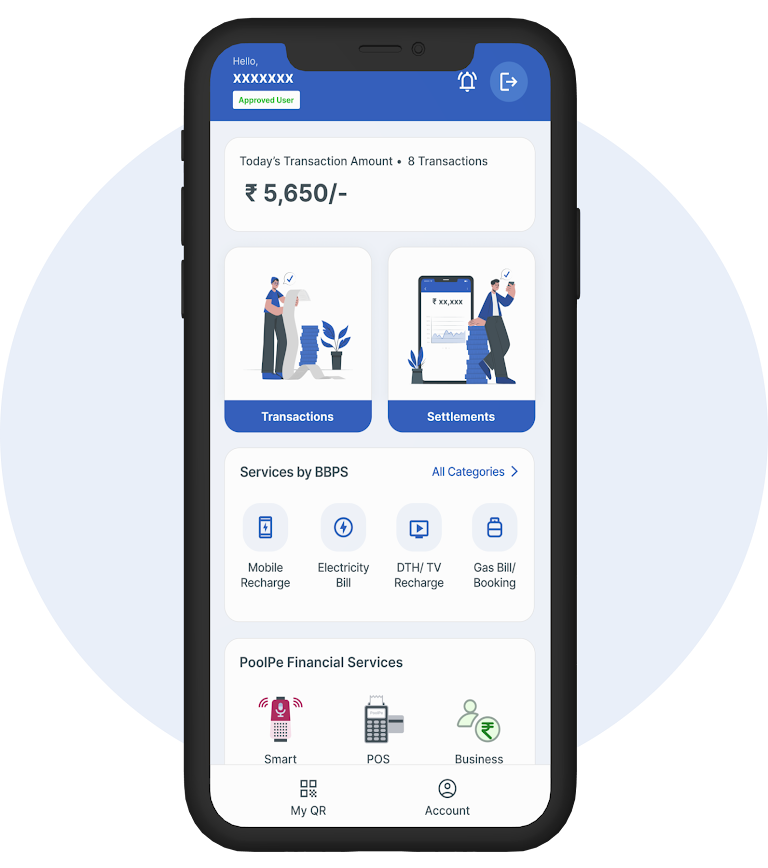 Hello,
XXXXXXX
Approved User
Today's Transaction Amount • 8 Transactions
₹ 5,650/-
₹ xx,xxx
Transactions
Settlements
Services by BBPS
All Categories
Mobile
Recharge
Electricity
Bill
DTH/ TV
Recharge
Gas Bill/
Booking
PoolPe Financial Services
Smart
POS
Business
My QR
Account